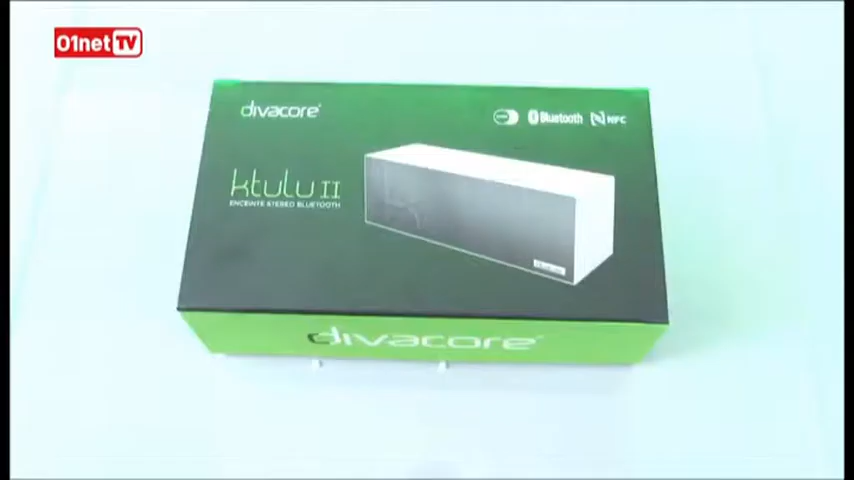 01net TV
divacore
Bluetooth
NFC
ktulu II
ENCEINTE STEREO BLUETOOTH
divacore